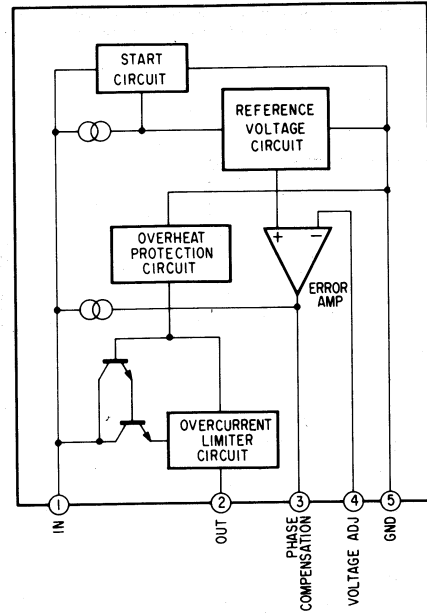 START
CIRCUIT
REFERENCE
VOLTAGE
CIRCUIT
+ −
OVERHEAT
PROTECTION
CIRCUIT
ERROR
AMP
OVERCURRENT
LIMITER
CIRCUIT
1
2
3
4
5
IN
OUT
PHASE
COMPENSATION
VOLTAGE ADJ
GND